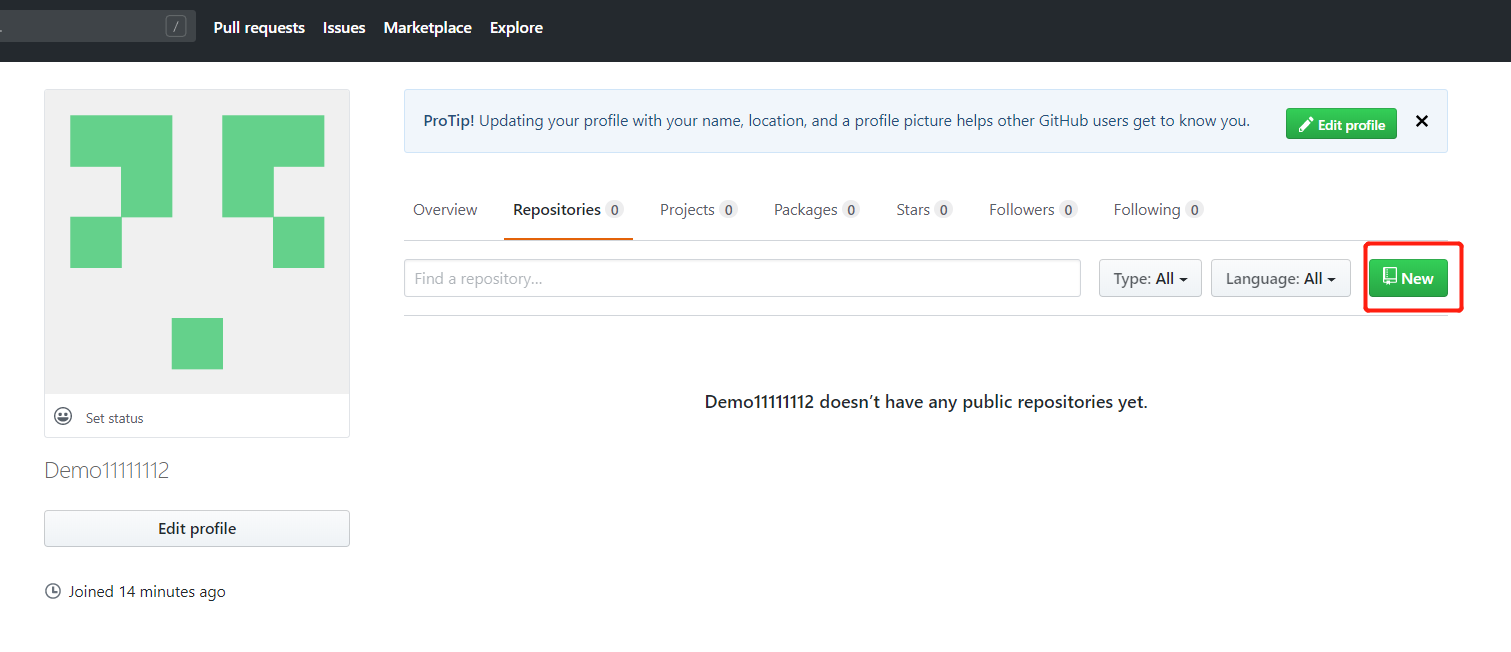 / Pull requests Issues Marketplace Explore
ProTip! Updating your profile with your name, location, and a profile picture helps other GitHub users get to know you. Edit profile
Overview Repositories 0 Projects 0 Packages 0 Stars 0 Followers 0 Following 0
Find a repository... Type: All Language: All New
Demo11111112 doesn’t have any public repositories yet.
Set status
Demo11111112
Edit profile
Joined 14 minutes ago